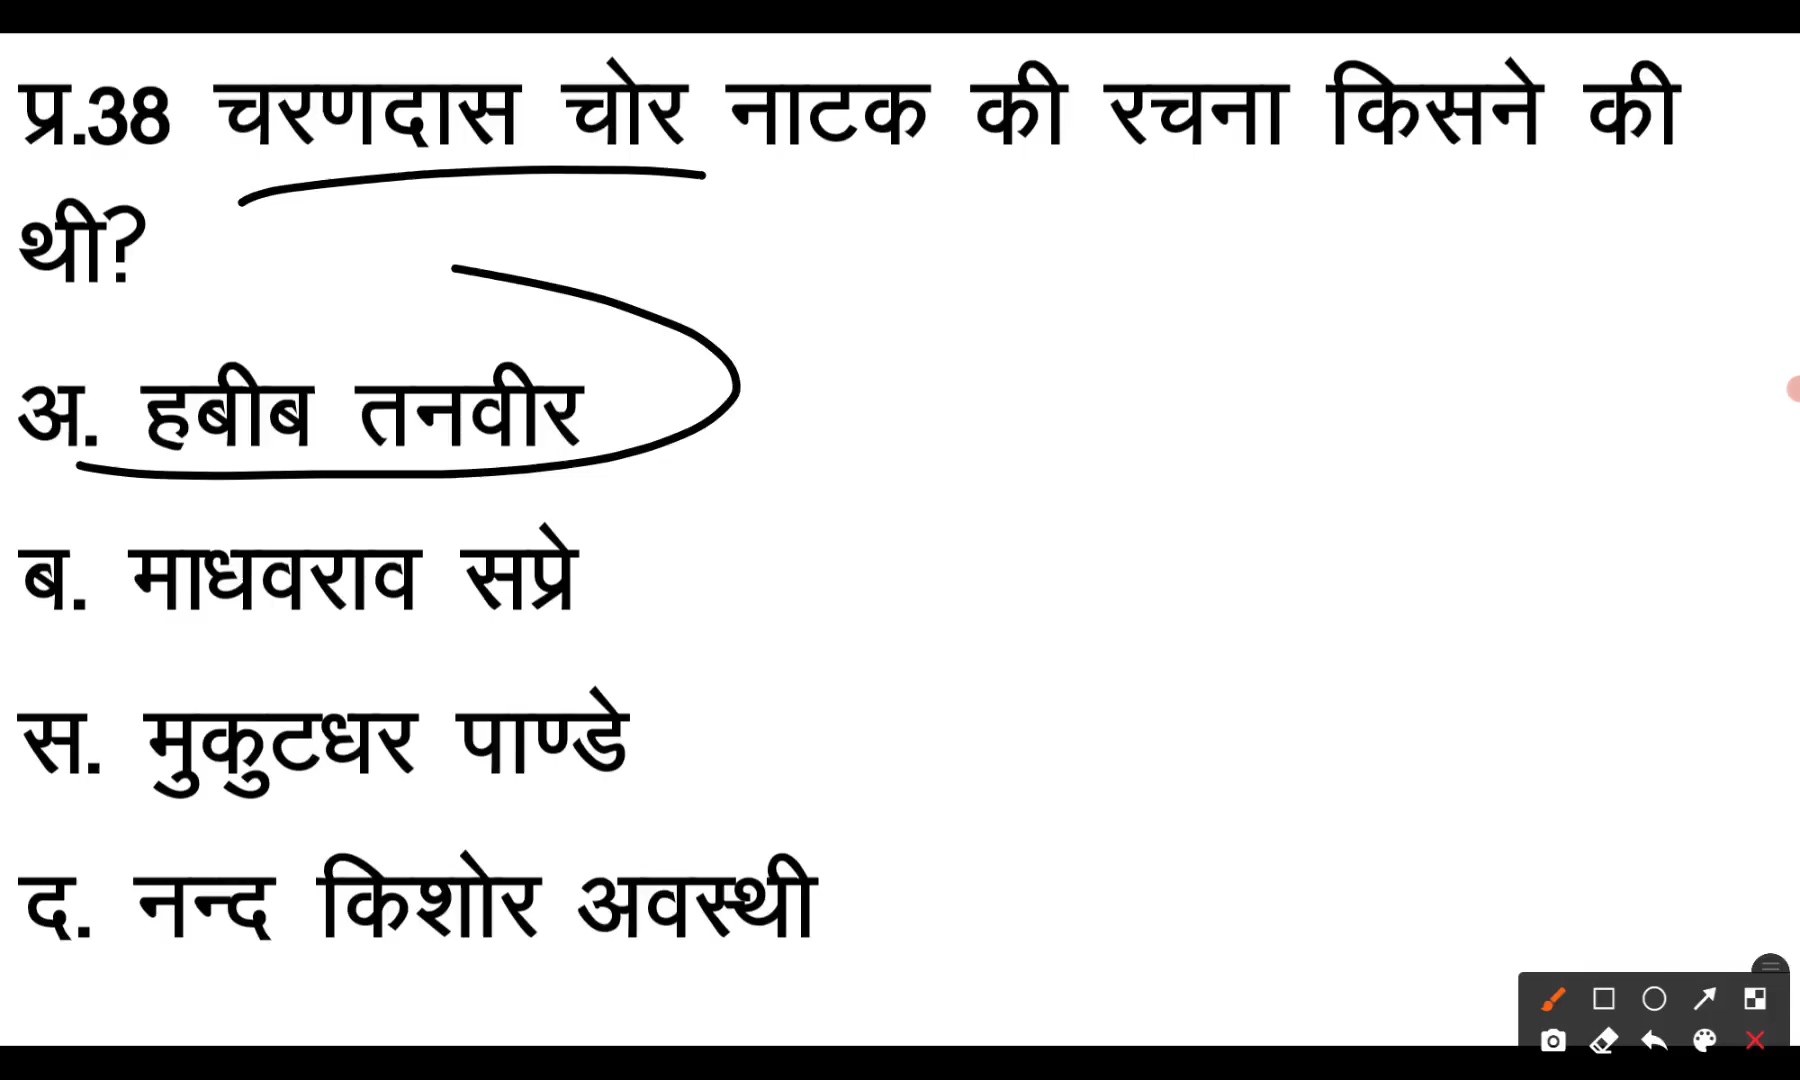 प्र.38 चरणदास चोर नाटक की रचना किसने की
थी?
अ. हबीब तनवीर
ब. माधवराव सप्रे
स. मुकुटधर पाण्डे
द. नन्द किशोर अवस्थी